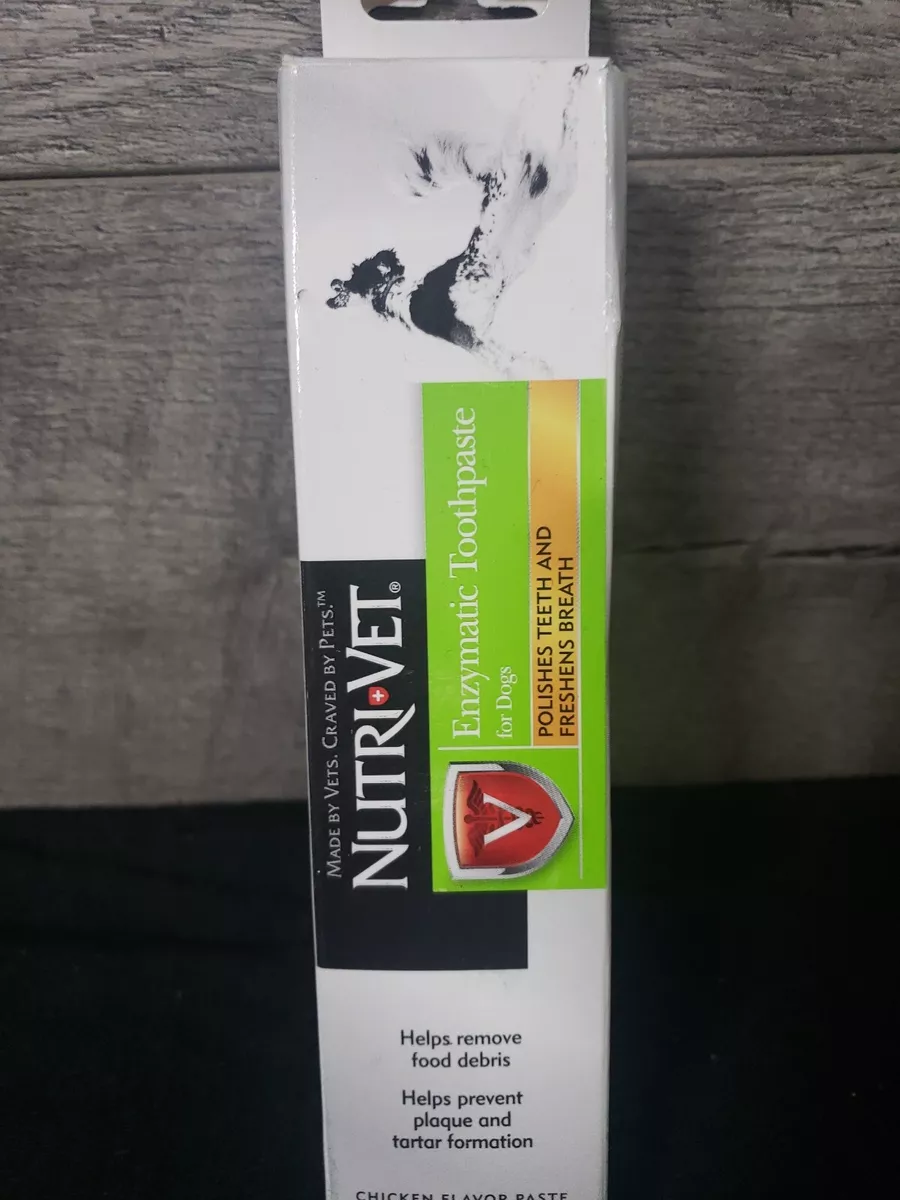 MADE BY VETS. CRAVED BY PETS.™
NUTRI+VET®
Enzymatic Toothpaste
for Dogs
POLISHES TEETH AND
FRESHENS BREATH
V
Helps remove
food debris
Helps prevent
plaque and
tartar formation
CHICKEN FLAVOR PASTE